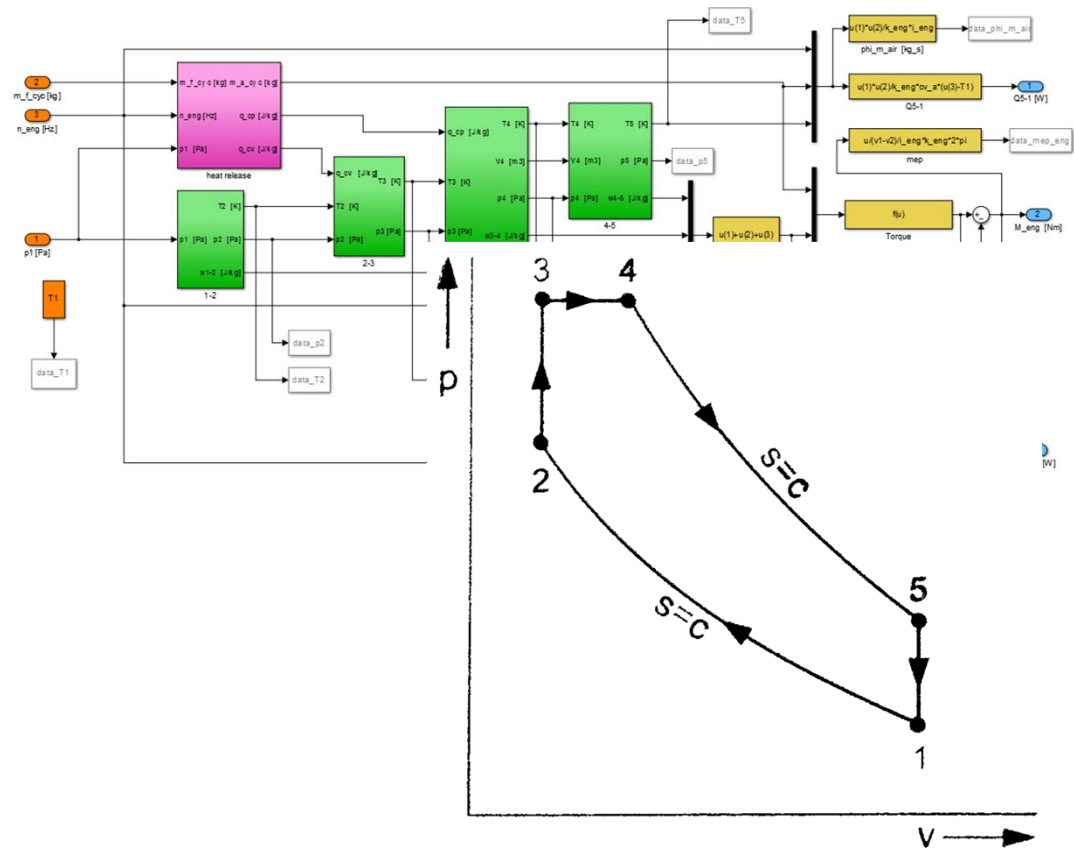 data_T5
u(1)*u(2)/k_eng*i_eng
phi_m_air [kg_s]
data_phi_m_air
2
m_f_cyc [kg]
3
n_eng [Hz]
m_f_cyc [kg]
m_a_cyc [kg]
n_eng [Hz]
q_cp [J/kg]
p1 [Pa]
q_cv [J/kg]
heat release
u(1)*u(2)/k_eng*cv_a*(u(3)-T1)
Q5-1
1
Q5-1 [W]
u/(v1-v2)/i_eng*k_eng*2*pi
mep
data_mep_eng
q_cp [J/kg]
T3 [K]
p3 [Pa]
T4 [K]
V4 [m3]
p4 [Pa]
w3-4 [J/kg]
T4 [K]
V4 [m3]
p4 [Pa]
T5 [K]
p5 [Pa]
w4-5 [J/kg]
4-5
data_p5
q_cv [J/kg]
T2 [K]
p2 [Pa]
T3 [K]
p3 [Pa]
2-3
1
p1 [Pa]
p1 [Pa]
T2 [K]
p2 [Pa]
w1-2 [J/kg]
1-2
u(1)+u(2)+u(3)
f(u)
Torque
2
M_eng [Nm]
T1
data_T1
data_p2
data_T2
[W]
p
3
4
2
s=c
s=c
5
1
v